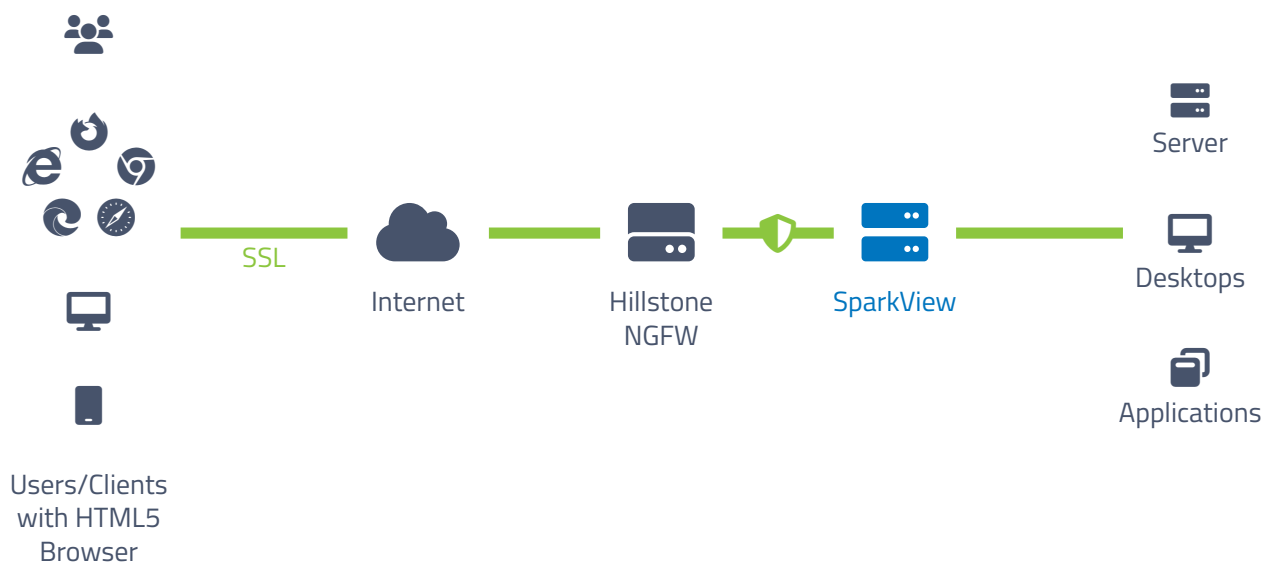 Users/Clients
with HTML5
Browser
SSL
Internet
Hillstone
NGFW
SparkView
Server
Desktops
Applications